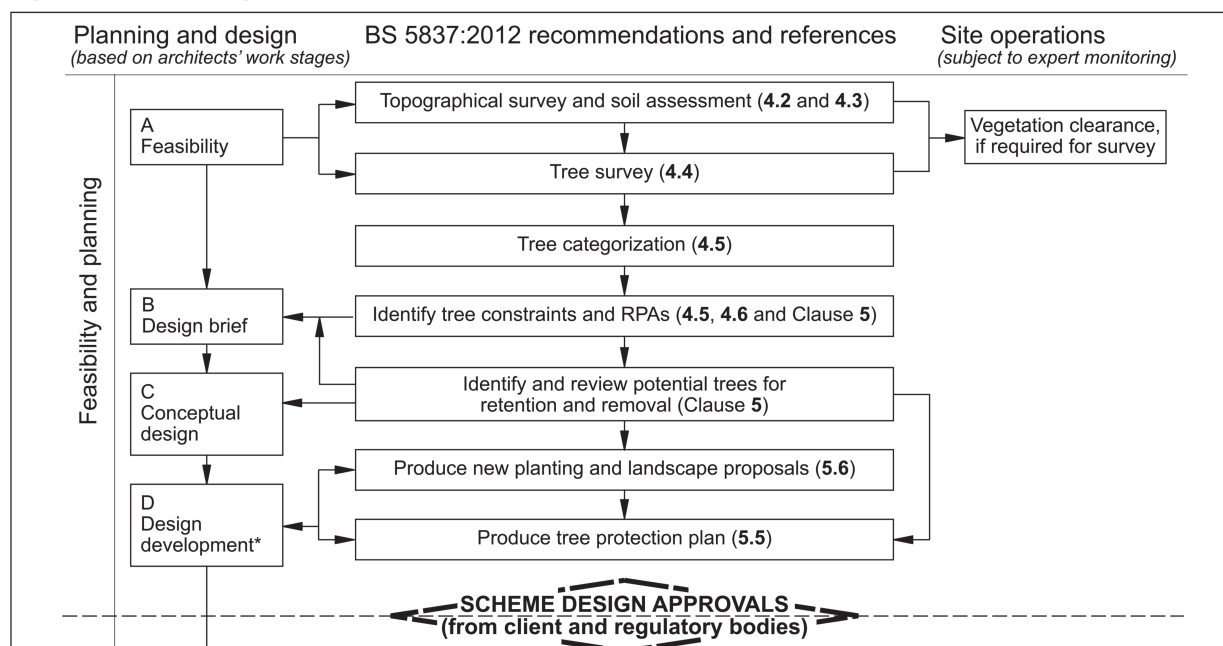 Planning and design
(based on architects' work stages)
BS 5837:2012 recommendations and references
Site operations
(subject to expert monitoring)
Feasibility and planning
A
Feasibility
Topographical survey and soil assessment (4.2 and 4.3)
Vegetation clearance,
if required for survey
Tree survey (4.4)
Tree categorization (4.5)
B
Design brief
Identify tree constraints and RPAs (4.5, 4.6 and Clause 5)
C
Conceptual
design
Identify and review potential trees for
retention and removal (Clause 5)
Produce new planting and landscape proposals (5.6)
D
Design
development*
Produce tree protection plan (5.5)
SCHEME DESIGN APPROVALS
(from client and regulatory bodies)